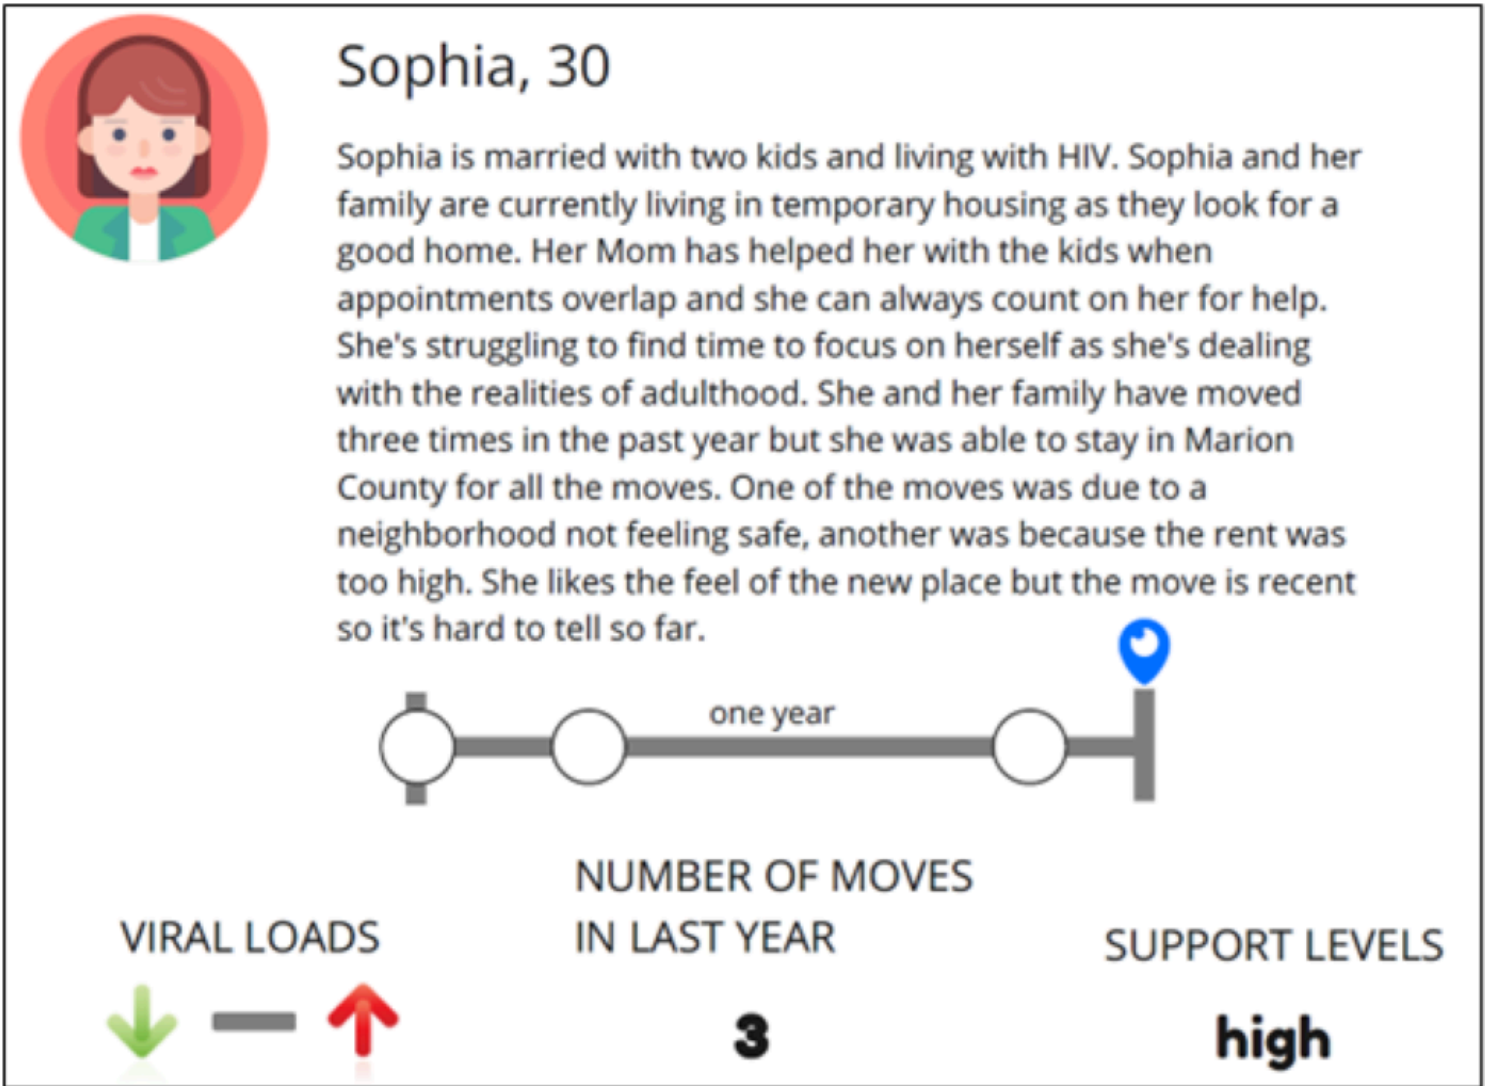 Sophia, 30
Sophia is married with two kids and living with HIV. Sophia and her
family are currently living in temporary housing as they look for a
good home. Her Mom has helped her with the kids when
appointments overlap and she can always count on her for help.
She's struggling to find time to focus on herself as she's dealing
with the realities of adulthood. She and her family have moved
three times in the past year but she was able to stay in Marion
County for all the moves. One of the moves was due to a
neighborhood not feeling safe, another was because the rent was
too high. She likes the feel of the new place but the move is recent
so it's hard to tell so far.
one year
VIRAL LOADS
NUMBER OF MOVES
IN LAST YEAR
3
SUPPORT LEVELS
high